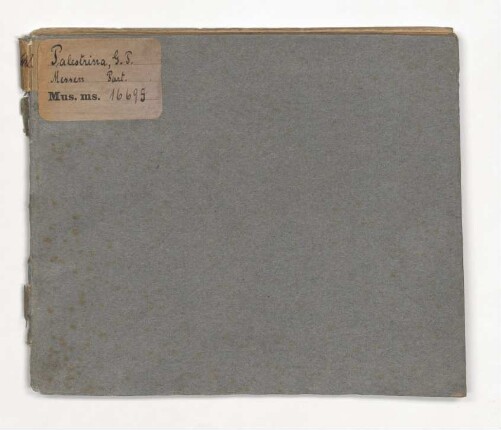 Palestrina, G. P.
Messen Part.
Mus. ms. 16695